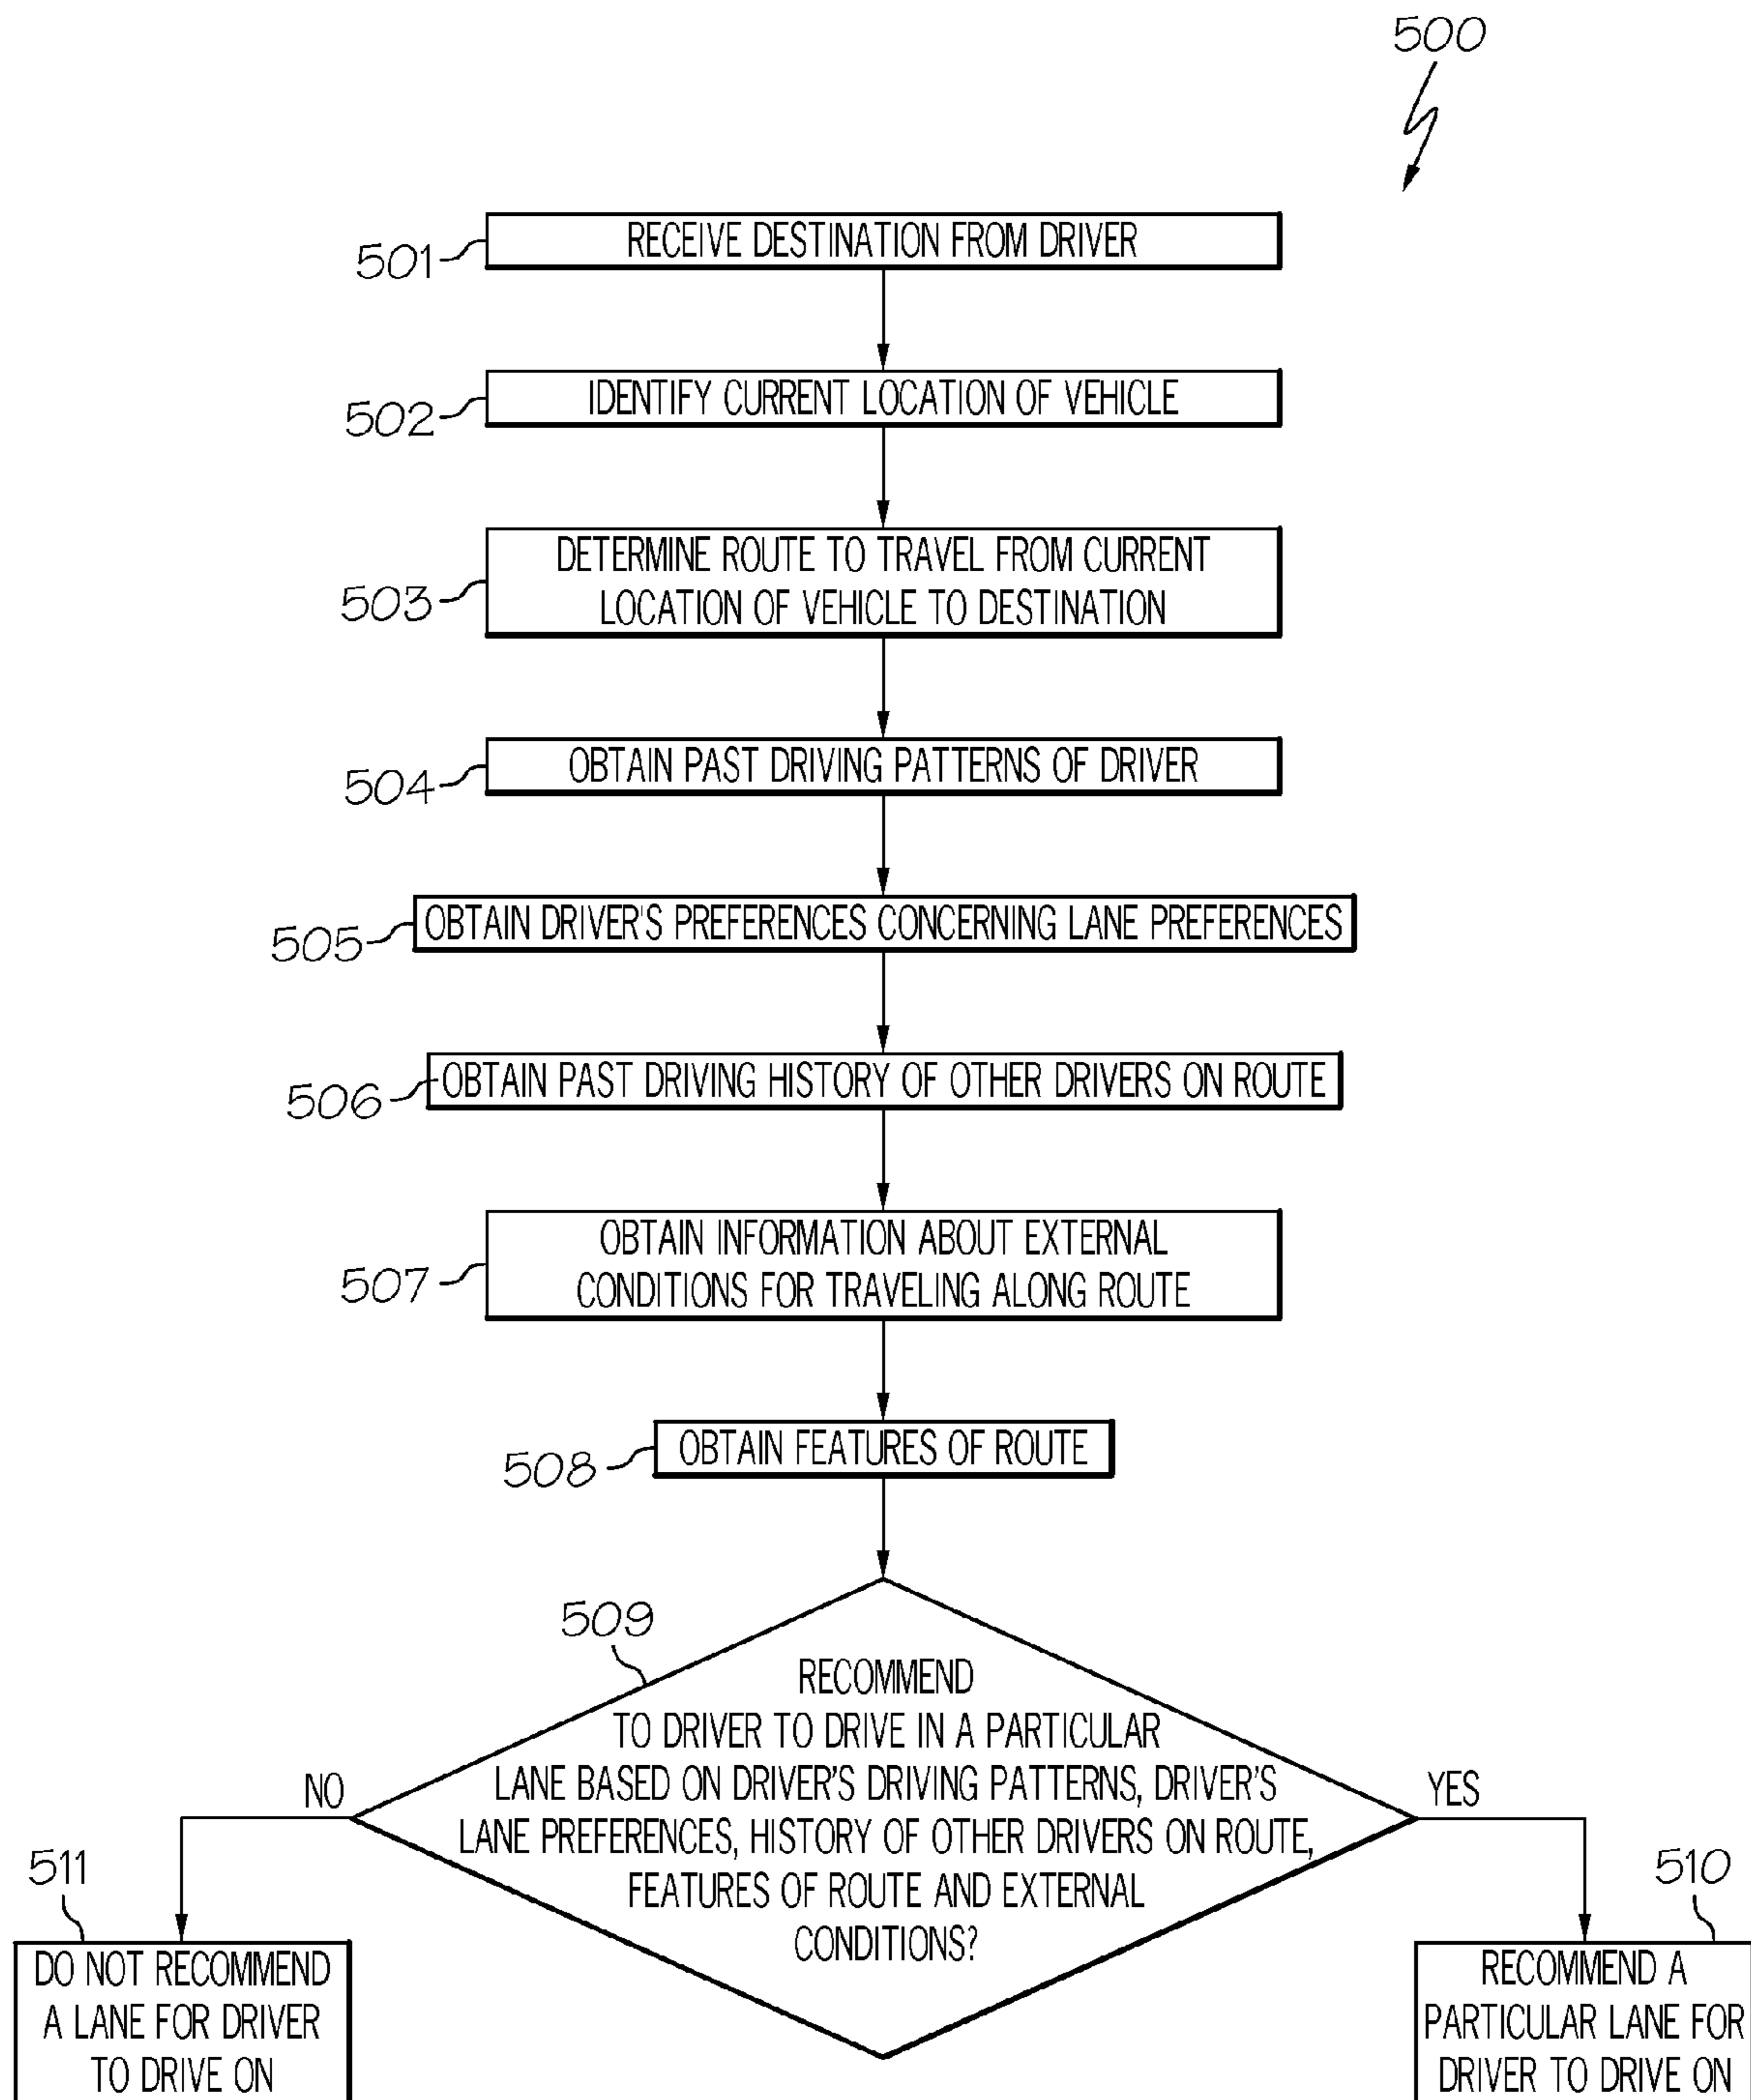 500
501
RECEIVE DESTINATION FROM DRIVER
502
IDENTIFY CURRENT LOCATION OF VEHICLE
503
DETERMINE ROUTE TO TRAVEL FROM CURRENT
LOCATION OF VEHICLE TO DESTINATION
504
OBTAIN PAST DRIVING PATTERNS OF DRIVER
505
OBTAIN DRIVER'S PREFERENCES CONCERNING LANE PREFERENCES
506
OBTAIN PAST DRIVING HISTORY OF OTHER DRIVERS ON ROUTE
507
OBTAIN INFORMATION ABOUT EXTERNAL
CONDITIONS FOR TRAVELING ALONG ROUTE
508
OBTAIN FEATURES OF ROUTE
509
RECOMMEND
TO DRIVER TO DRIVE IN A PARTICULAR
LANE BASED ON DRIVER'S DRIVING PATTERNS, DRIVER'S
LANE PREFERENCES, HISTORY OF OTHER DRIVERS ON ROUTE,
FEATURES OF ROUTE AND EXTERNAL
CONDITIONS?
NO
YES
511
DO NOT RECOMMEND
A LANE FOR DRIVER
TO DRIVE ON
510
RECOMMEND A
PARTICULAR LANE FOR
DRIVER TO DRIVE ON